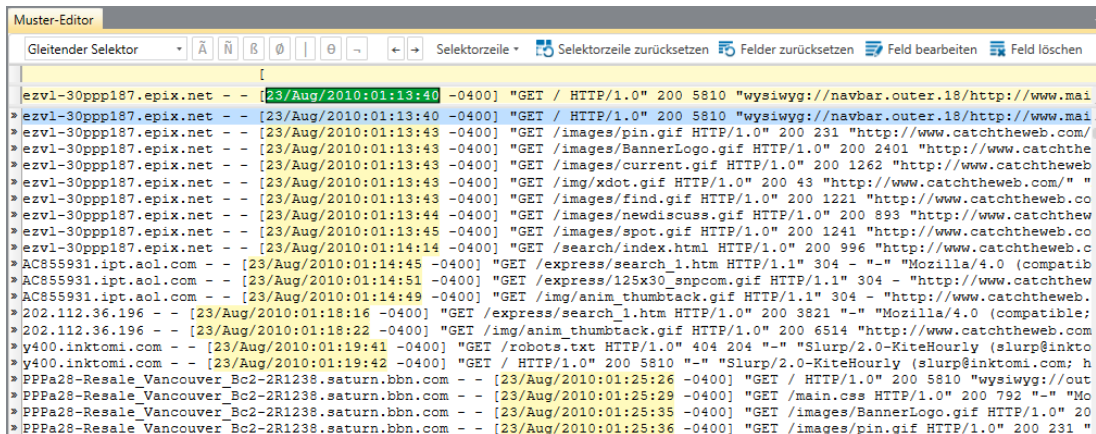 Muster-Editor
Gleitender Selektor Ã Ñ ß Ø | θ ¬ ← → Selektorzeile Selektorzeile zurücksetzen Felder zurücksetzen Feld bearbeiten Feld löschen
[
ezvl-30ppp187.epix.net - - [23/Aug/2010:01:13:40 -0400] "GET / HTTP/1.0" 200 5810 "wysiwyg://navbar.outer.18/http://www.mai
» ezvl-30ppp187.epix.net - - [23/Aug/2010:01:13:40 -0400] "GET / HTTP/1.0" 200 5810 "wysiwyg://navbar.outer.18/http://www.mai
» ezvl-30ppp187.epix.net - - [23/Aug/2010:01:13:43 -0400] "GET /images/pin.gif HTTP/1.0" 200 231 "http://www.catchtheweb.com/
» ezvl-30ppp187.epix.net - - [23/Aug/2010:01:13:43 -0400] "GET /images/BannerLogo.gif HTTP/1.0" 200 2401 "http://www.catchthe
» ezvl-30ppp187.epix.net - - [23/Aug/2010:01:13:43 -0400] "GET /images/current.gif HTTP/1.0" 200 1262 "http://www.catchtheweb
» ezvl-30ppp187.epix.net - - [23/Aug/2010:01:13:43 -0400] "GET /img/xdot.gif HTTP/1.0" 200 43 "http://www.catchtheweb.com/" "
» ezvl-30ppp187.epix.net - - [23/Aug/2010:01:13:43 -0400] "GET /images/find.gif HTTP/1.0" 200 1221 "http://www.catchtheweb.co
» ezvl-30ppp187.epix.net - - [23/Aug/2010:01:13:44 -0400] "GET /images/newdiscuss.gif HTTP/1.0" 200 893 "http://www.catchthew
» ezvl-30ppp187.epix.net - - [23/Aug/2010:01:13:45 -0400] "GET /images/spot.gif HTTP/1.0" 200 1241 "http://www.catchtheweb.co
» ezvl-30ppp187.epix.net - - [23/Aug/2010:01:14:14 -0400] "GET /search/index.html HTTP/1.0" 200 996 "http://www.catchtheweb.c
» AC855931.ipt.aol.com - - [23/Aug/2010:01:14:45 -0400] "GET /express/search_1.htm HTTP/1.1" 304 - "-" "Mozilla/4.0 (compatib
» AC855931.ipt.aol.com - - [23/Aug/2010:01:14:51 -0400] "GET /express/125x30_snpcom.gif HTTP/1.1" 304 - "http://www.catchthew
» AC855931.ipt.aol.com - - [23/Aug/2010:01:14:49 -0400] "GET /img/anim_thumbtack.gif HTTP/1.1" 304 - "http://www.catchtheweb.
» 202.112.36.196 - - [23/Aug/2010:01:18:16 -0400] "GET /express/search_1.htm HTTP/1.0" 200 3821 "-" "Mozilla/4.0 (compatible;
» 202.112.36.196 - - [23/Aug/2010:01:18:22 -0400] "GET /img/anim_thumbtack.gif HTTP/1.0" 200 6514 "http://www.catchtheweb.com
» y400.inktomi.com - - [23/Aug/2010:01:19:41 -0400] "GET /robots.txt HTTP/1.0" 404 204 "-" "Slurp/2.0-KiteHourly (slurp@inkto
» y400.inktomi.com - - [23/Aug/2010:01:19:42 -0400] "GET / HTTP/1.0" 200 5810 "-" "Slurp/2.0-KiteHourly (slurp@inktomi.com; h
» PPPa28-Resale_Vancouver_Bc2-2R1238.saturn.bbn.com - - [23/Aug/2010:01:25:26 -0400] "GET / HTTP/1.0" 200 5810 "wysiwyg://out
» PPPa28-Resale_Vancouver_Bc2-2R1238.saturn.bbn.com - - [23/Aug/2010:01:25:29 -0400] "GET /main.css HTTP/1.0" 200 792 "-" "Mo
» PPPa28-Resale_Vancouver_Bc2-2R1238.saturn.bbn.com - - [23/Aug/2010:01:25:35 -0400] "GET /images/BannerLogo.gif HTTP/1.0" 20
» PPPa28-Resale_Vancouver_Bc2-2R1238.saturn.bbn.com - - [23/Aug/2010:01:25:36 -0400] "GET /images/pin.gif HTTP/1.0" 200 231 "